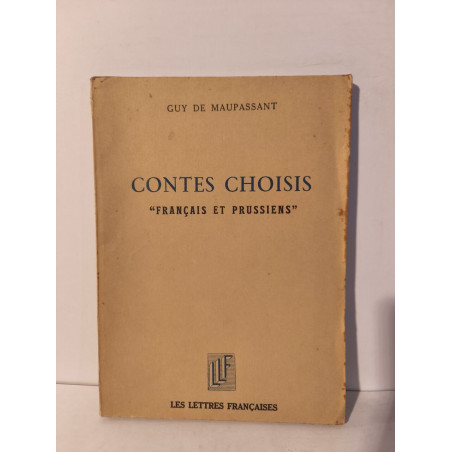 GUY DE MAUPASSANT
CONTES CHOISIS
"FRANÇAIS ET PRUSSIENS"
LLF
LES LETTRES FRANÇAISES